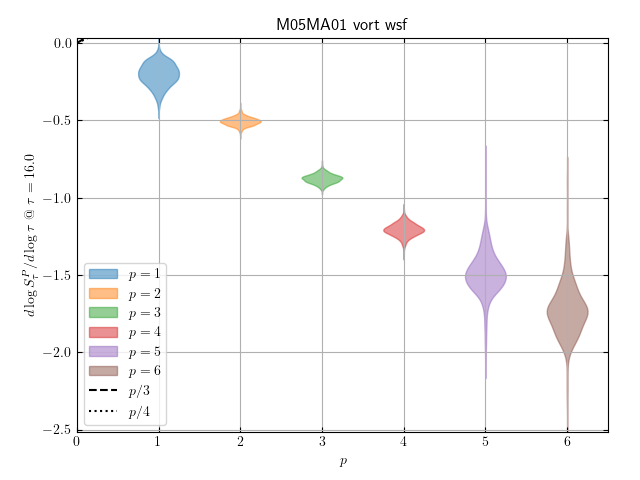 M05MA01 vort wsf
d log S_τ^P / d log τ @ τ = 16.0
0.0
−0.5
−1.0
−1.5
−2.0
−2.5
p = 1
p = 2
p = 3
p = 4
p = 5
p = 6
p/3
p/4
0 1 2 3 4 5 6
p